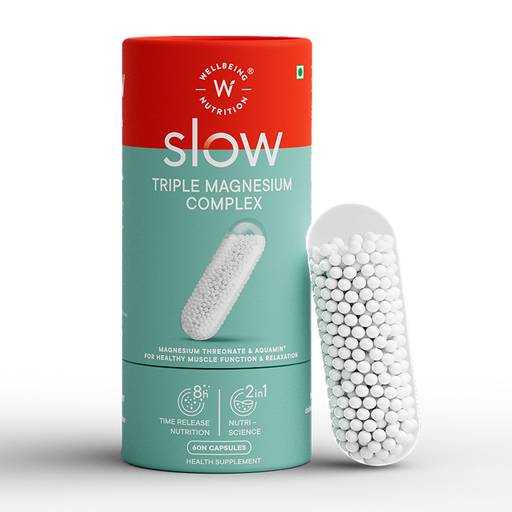 WELLBEING
W
NUTRITION
®
slow
TRIPLE MAGNESIUM
COMPLEX
MAGNESIUM THREONATE & AQUAMIN®
FOR HEALTHY MUSCLE FUNCTION & RELAXATION
8h
TIME RELEASE
NUTRITION
2in1
NUTRI -
SCIENCE
60N CAPSULES
HEALTH SUPPLEMENT